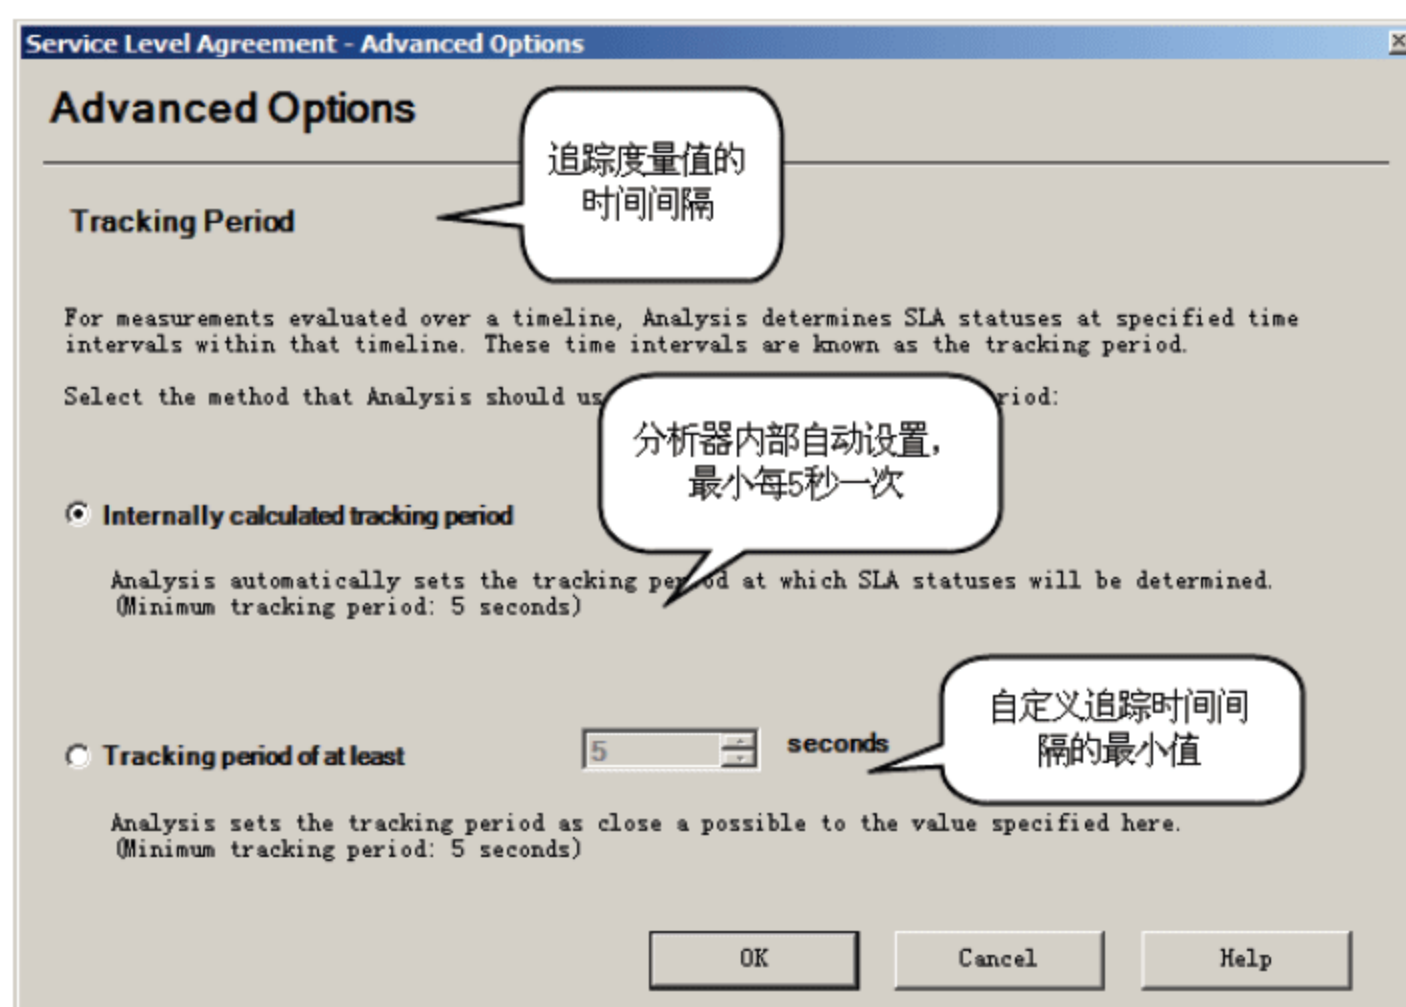 Service Level Agreement - Advanced Options
Advanced Options
追踪度量值的
时间间隔
Tracking Period
For measurements evaluated over a timeline, Analysis determines SLA statuses at specified time
intervals within that timeline. These time intervals are known as the tracking period.
Select the method that Analysis should us
riod:
分析器内部自动设置，
最小每5秒一次
Internally calculated tracking period
Analysis automatically sets the tracking period at which SLA statuses will be determined.
(Minimum tracking period: 5 seconds)
自定义追踪时间间
隔的最小值
Tracking period of at least 5 seconds
Analysis sets the tracking period as close a possible to the value specified here.
(Minimum tracking period: 5 seconds)
OK Cancel Help